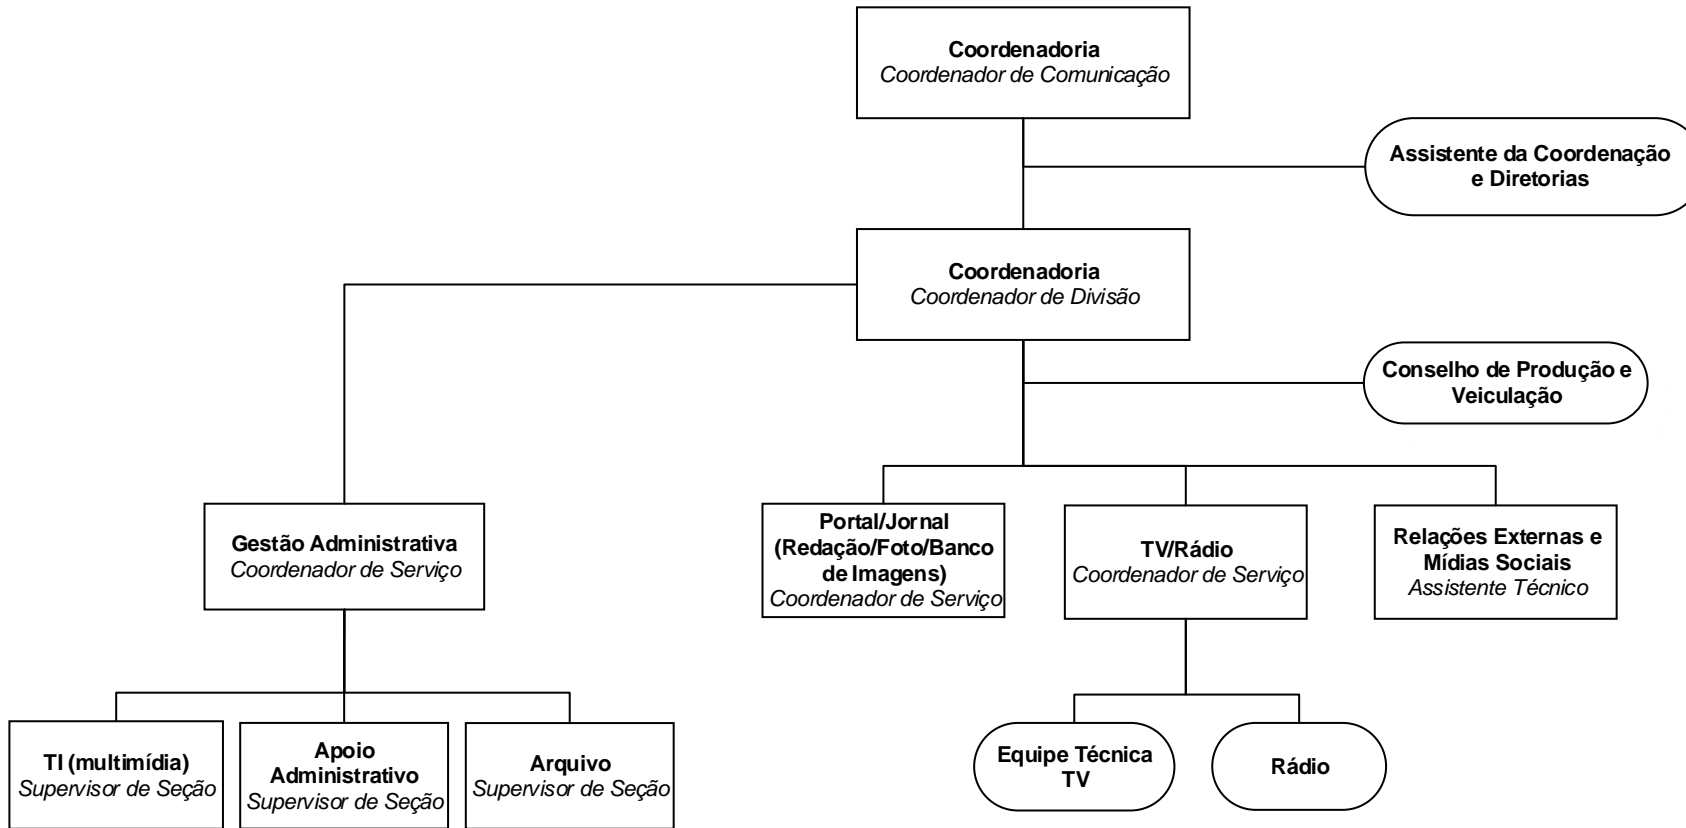 Coordenadoria
Coordenador de Comunicação
Assistente da Coordenação
e Diretorias
Coordenadoria
Coordenador de Divisão
Conselho de Produção e
Veiculação
Gestão Administrativa
Coordenador de Serviço
Portal/Jornal
(Redação/Foto/Banco
de Imagens)
Coordenador de Serviço
TV/Rádio
Coordenador de Serviço
Relações Externas e
Mídias Sociais
Assistente Técnico
TI (multimídia)
Supervisor de Seção
Apoio
Administrativo
Supervisor de Seção
Arquivo
Supervisor de Seção
Equipe Técnica
TV
Rádio